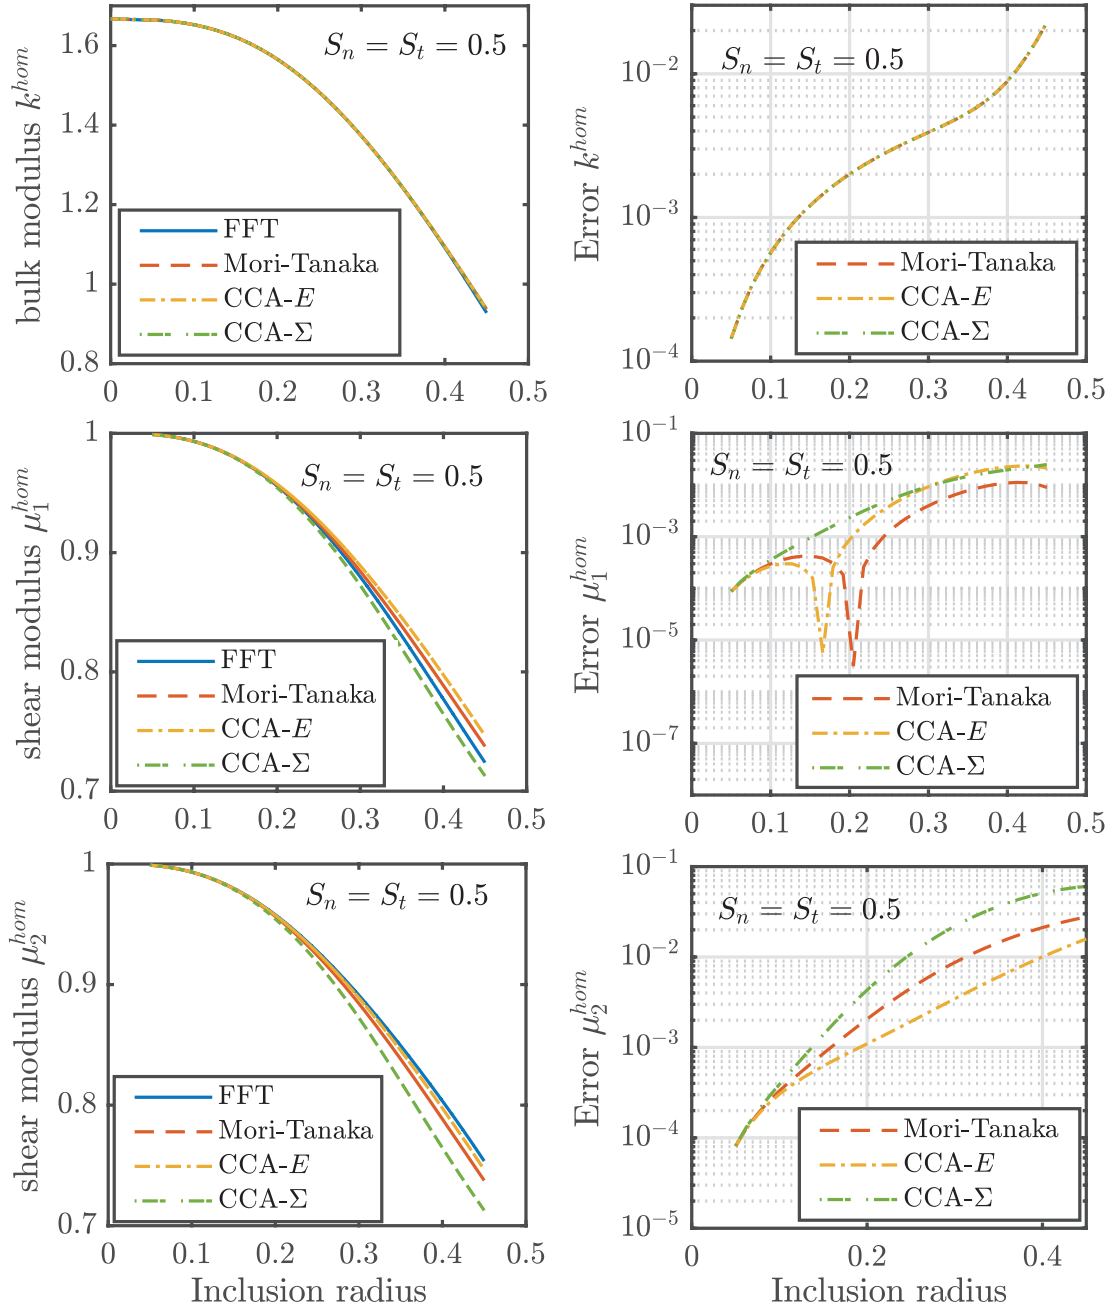 bulk modulus k^{hom}
1.6
1.4
1.2
1
0.8
S_n = S_t = 0.5
FFT
Mori-Tanaka
CCA-E
CCA-Σ
0 0.1 0.2 0.3 0.4 0.5
Error k^{hom}
10^{-2}
10^{-3}
10^{-4}
S_n = S_t = 0.5
Mori-Tanaka
CCA-E
CCA-Σ
0.1 0.2 0.3 0.4 0.5
shear modulus μ_1^{hom}
1
0.9
0.8
0.7
S_n = S_t = 0.5
FFT
Mori-Tanaka
CCA-E
CCA-Σ
0 0.1 0.2 0.3 0.4 0.5
Error μ_1^{hom}
10^{-1}
10^{-3}
10^{-5}
10^{-7}
S_n = S_t = 0.5
Mori-Tanaka
CCA-E
CCA-Σ
0.1 0.2 0.3 0.4 0.5
shear modulus μ_2^{hom}
1
0.9
0.8
0.7
S_n = S_t = 0.5
FFT
Mori-Tanaka
CCA-E
CCA-Σ
0 0.1 0.2 0.3 0.4 0.5
Inclusion radius
Error μ_2^{hom}
10^{-1}
10^{-2}
10^{-3}
10^{-4}
10^{-5}
S_n = S_t = 0.5
Mori-Tanaka
CCA-E
CCA-Σ
0.2 0.4
Inclusion radius